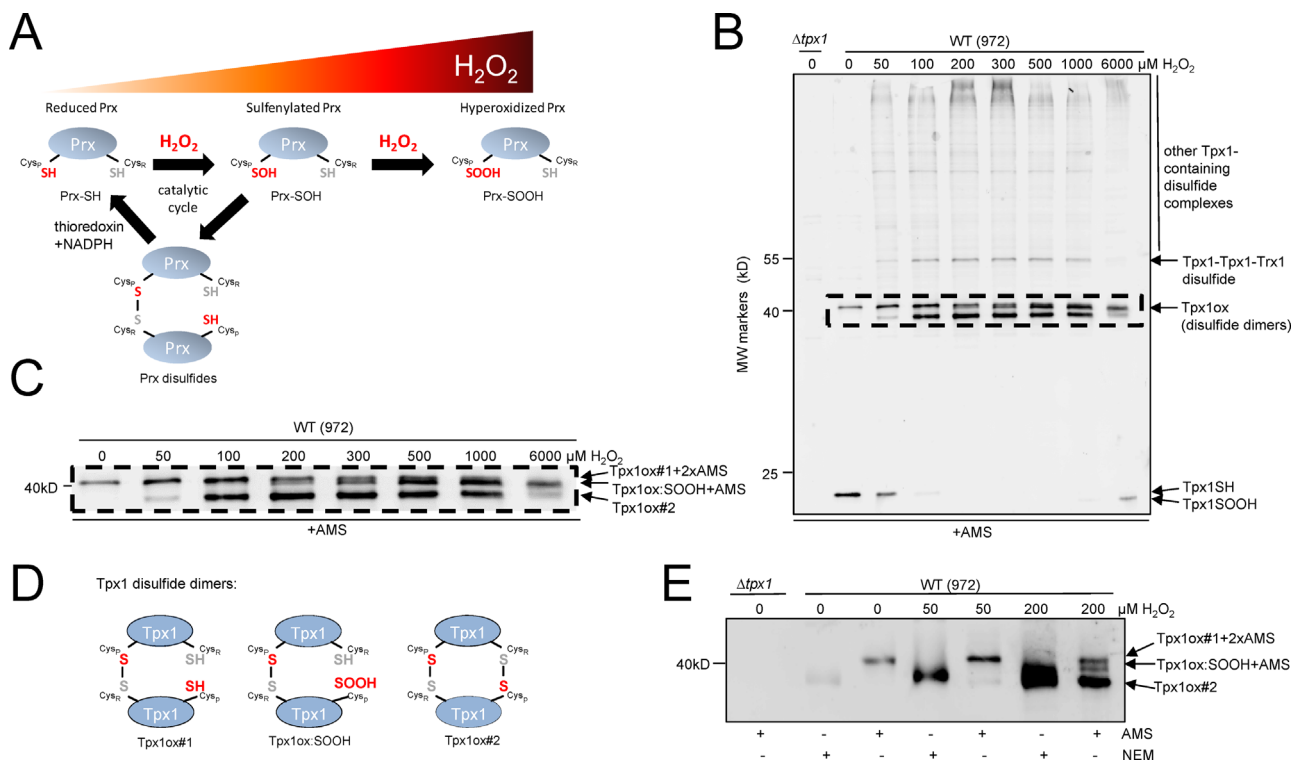 A
H2O2
Reduced Prx
Sulfenylated Prx
Hyperoxidized Prx
H2O2
H2O2
Prx
Prx
Prx
CysP
CysR
CysP
CysR
CysP
CysR
SH
SH
SOH
SH
SOOH
SH
Prx-SH
catalytic
cycle
Prx-SOH
Prx-SOOH
thioredoxin
+NADPH
Prx
CysP
CysR
S
SH
S
SH
CysR
CysP
Prx
Prx disulfides
B
Δtpx1
WT (972)
0
0 50 100 200 300 500 1000 6000 µM H2O2
MW markers (kD)
55
40
25
other Tpx1-
containing
disulfide
complexes
Tpx1-Tpx1-Trx1
disulfide
Tpx1ox
(disulfide dimers)
Tpx1SH
Tpx1SOOH
+AMS
C
WT (972)
0 50 100 200 300 500 1000 6000 µM H2O2
40kD
Tpx1ox#1+2xAMS
Tpx1ox:SOOH+AMS
Tpx1ox#2
+AMS
D
Tpx1 disulfide dimers:
Tpx1
Tpx1
Tpx1
CysP
CysR
CysP
CysR
CysP
CysR
S
SH
S
SH
S
S
S
SH
S
SOOH
S
S
CysR
CysP
CysR
CysP
CysR
CysP
Tpx1
Tpx1
Tpx1
Tpx1ox#1
Tpx1ox:SOOH
Tpx1ox#2
E
Δtpx1
WT (972)
0 0 0 50 50 200 200 µM H2O2
40kD
Tpx1ox#1+2xAMS
Tpx1ox:SOOH+AMS
Tpx1ox#2
+ - + - + - + AMS
- + - + - + - NEM